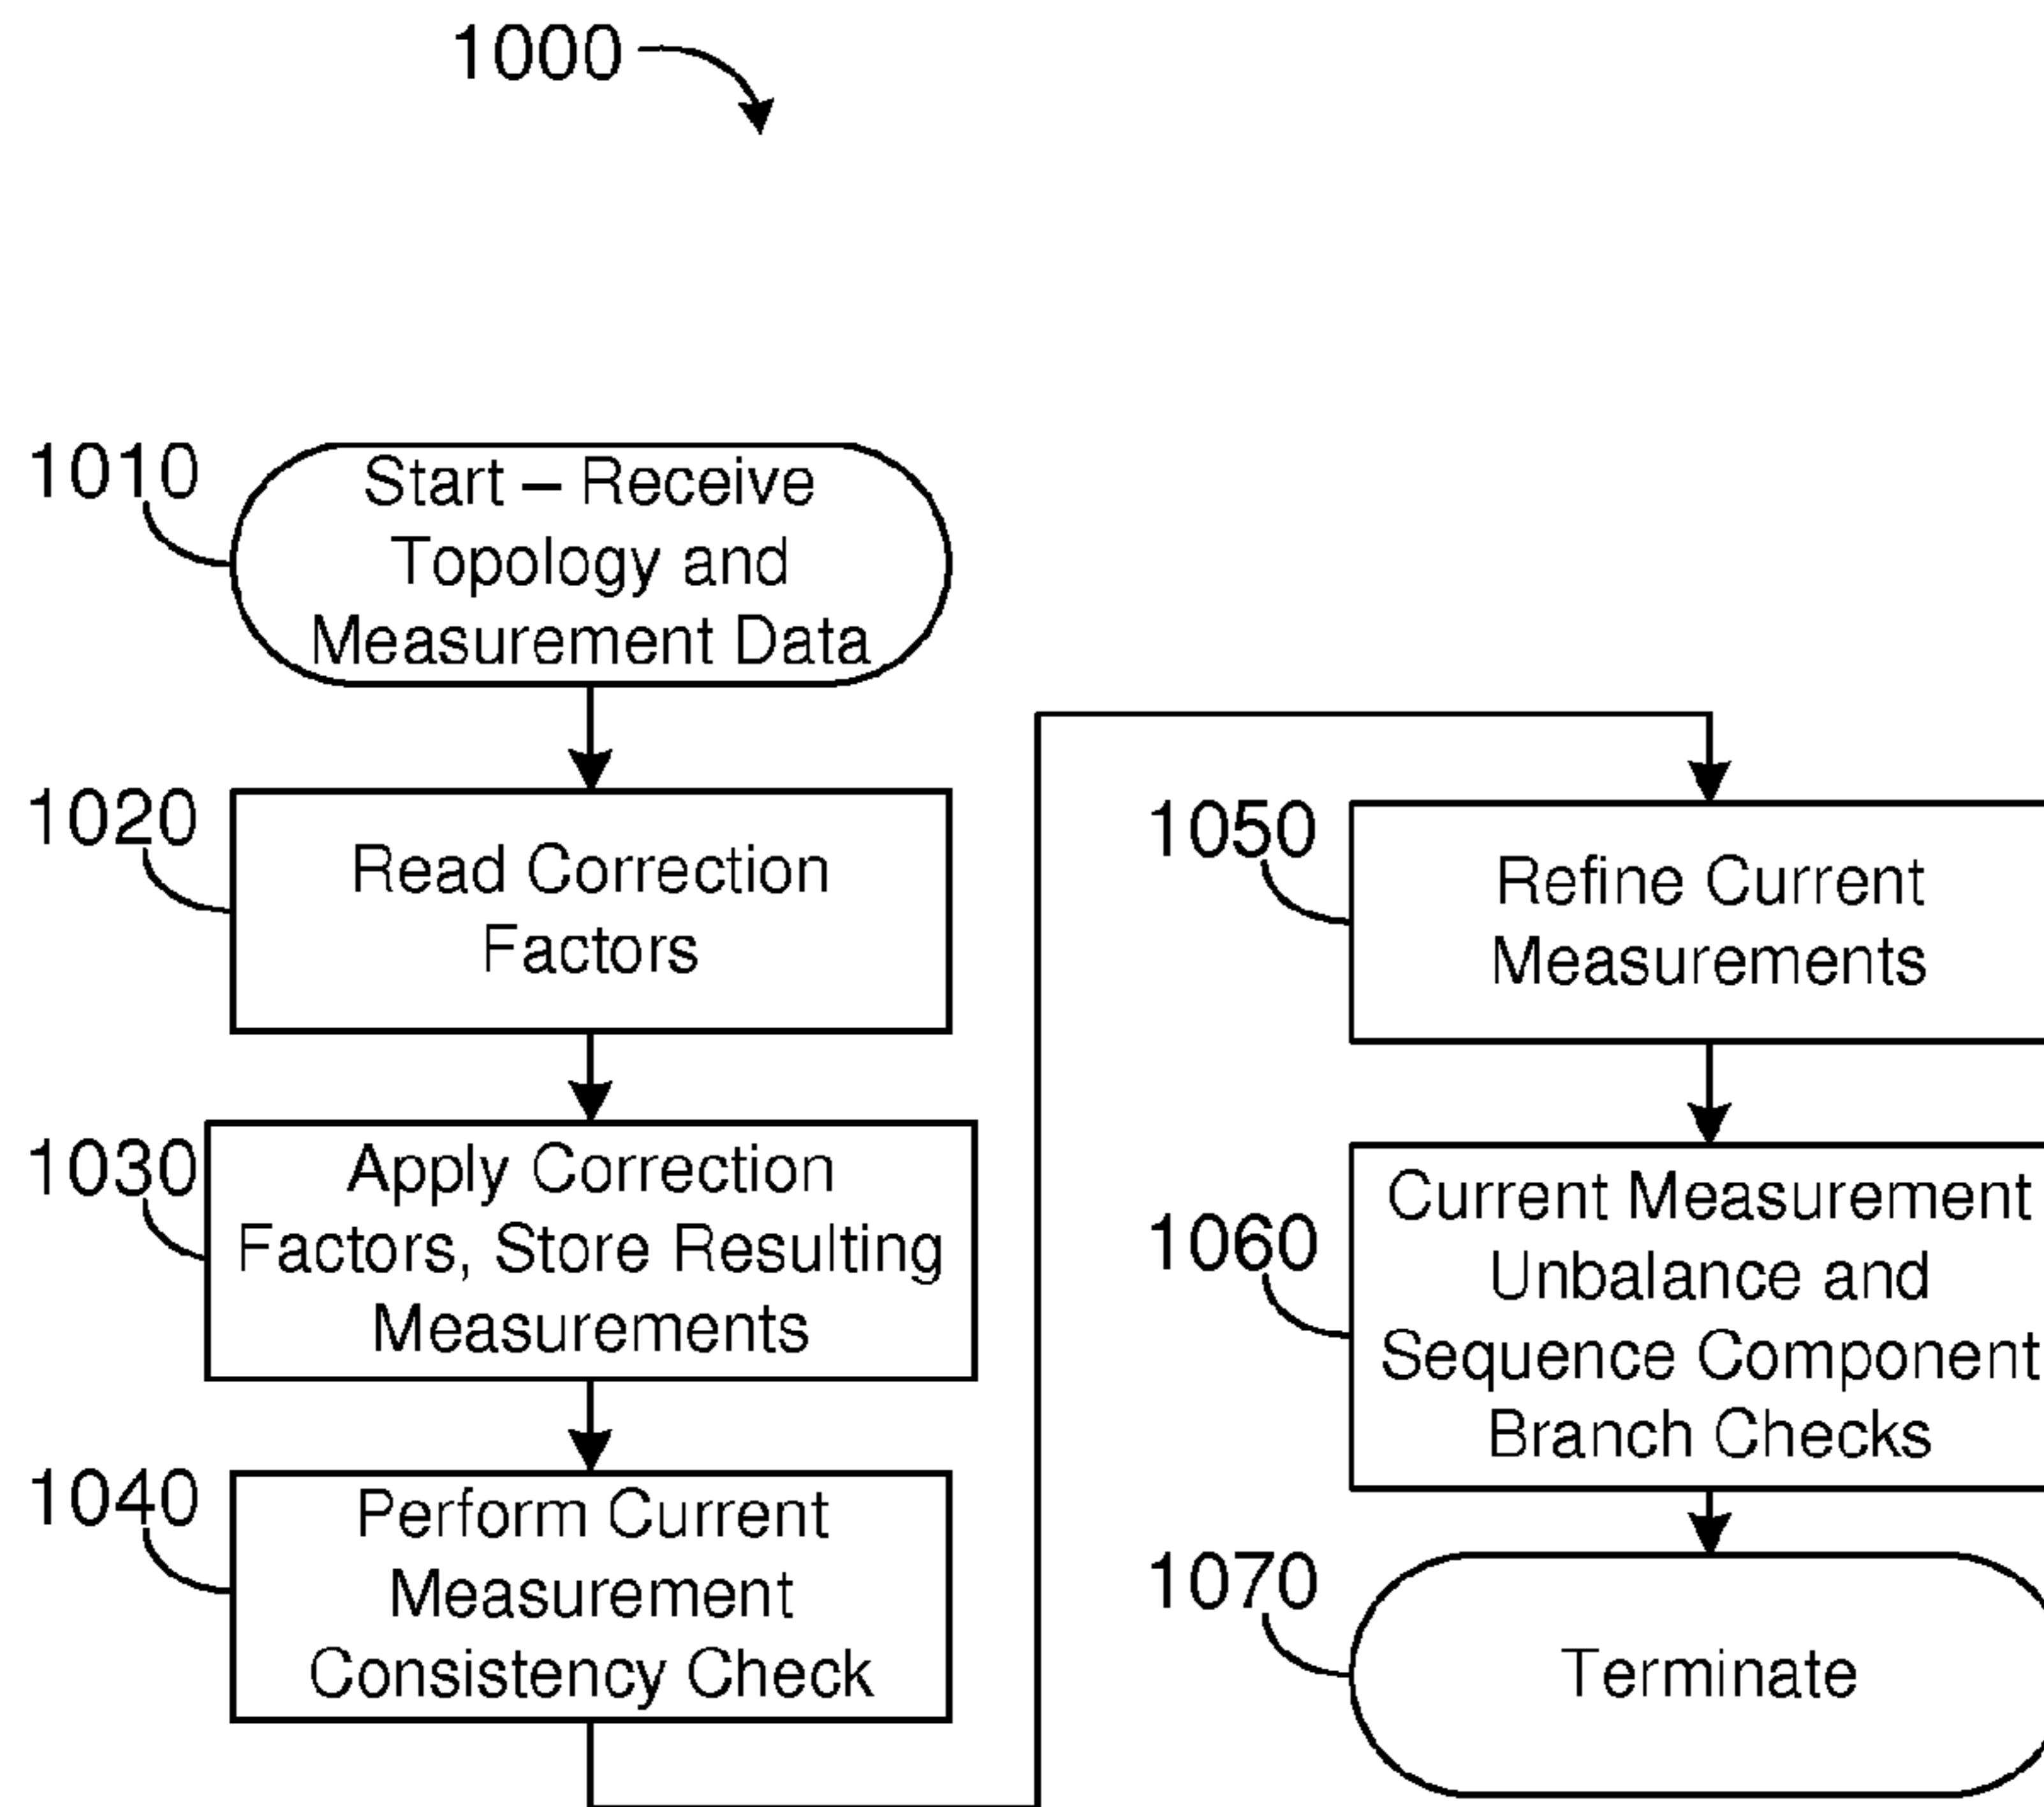 1000
1010
Start – Receive
Topology and
Measurement Data
1020
Read Correction
Factors
1030
Apply Correction
Factors, Store Resulting
Measurements
1040
Perform Current
Measurement
Consistency Check
1050
Refine Current
Measurements
1060
Current Measurement
Unbalance and
Sequence Component
Branch Checks
1070
Terminate